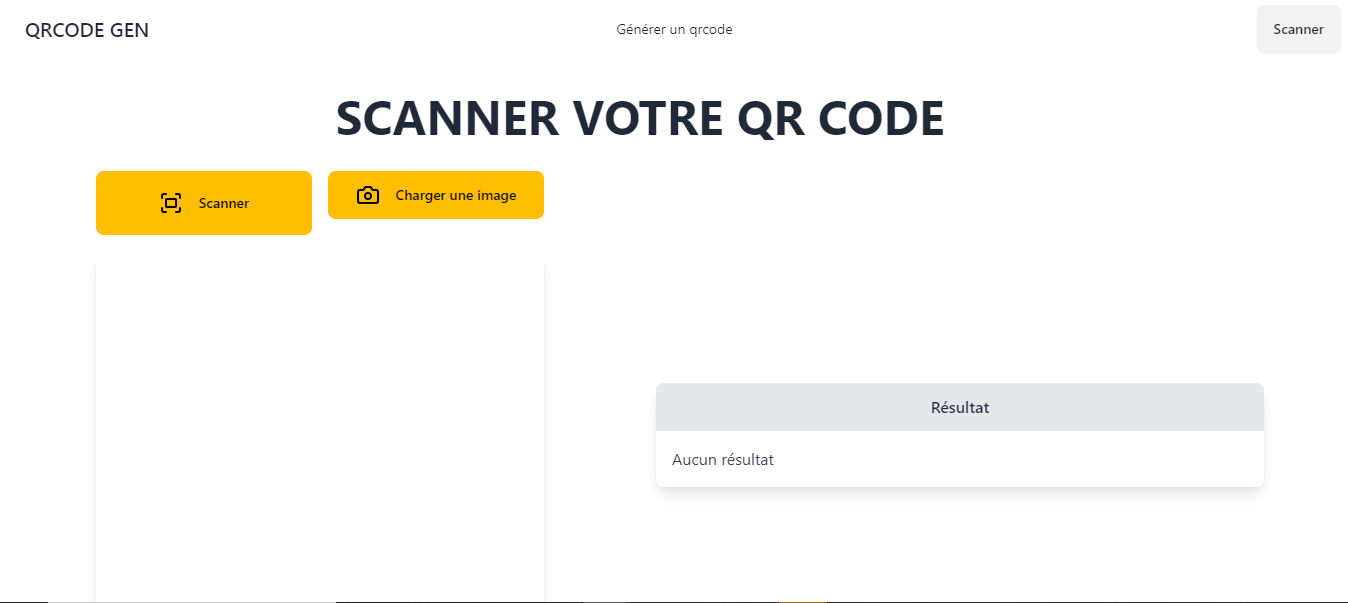 QRCODE GEN
Générer un qrcode
Scanner
SCANNER VOTRE QR CODE
Scanner
Charger une image
Résultat
Aucun résultat